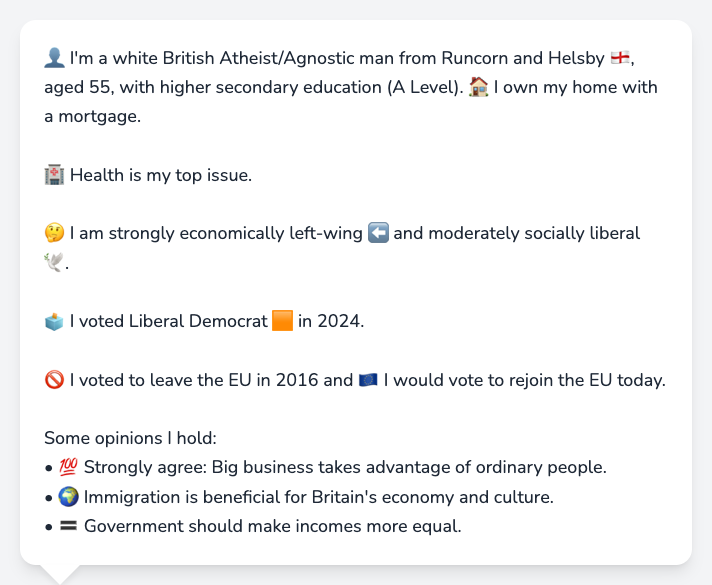 👤 I'm a white British Atheist/Agnostic man from Runcorn and Helsby 🏴󠁧󠁢󠁥󠁮󠁧󠁿,
aged 55, with higher secondary education (A Level). 🏠 I own my home with
a mortgage.
🏥 Health is my top issue.
🤔 I am strongly economically left-wing ⬅️ and moderately socially liberal
🕊️.
🗳️ I voted Liberal Democrat 🟧 in 2024.
🚫 I voted to leave the EU in 2016 and 🇪🇺 I would vote to rejoin the EU today.
Some opinions I hold:
• 💯 Strongly agree: Big business takes advantage of ordinary people.
• 🌍 Immigration is beneficial for Britain's economy and culture.
• 🟰 Government should make incomes more equal.